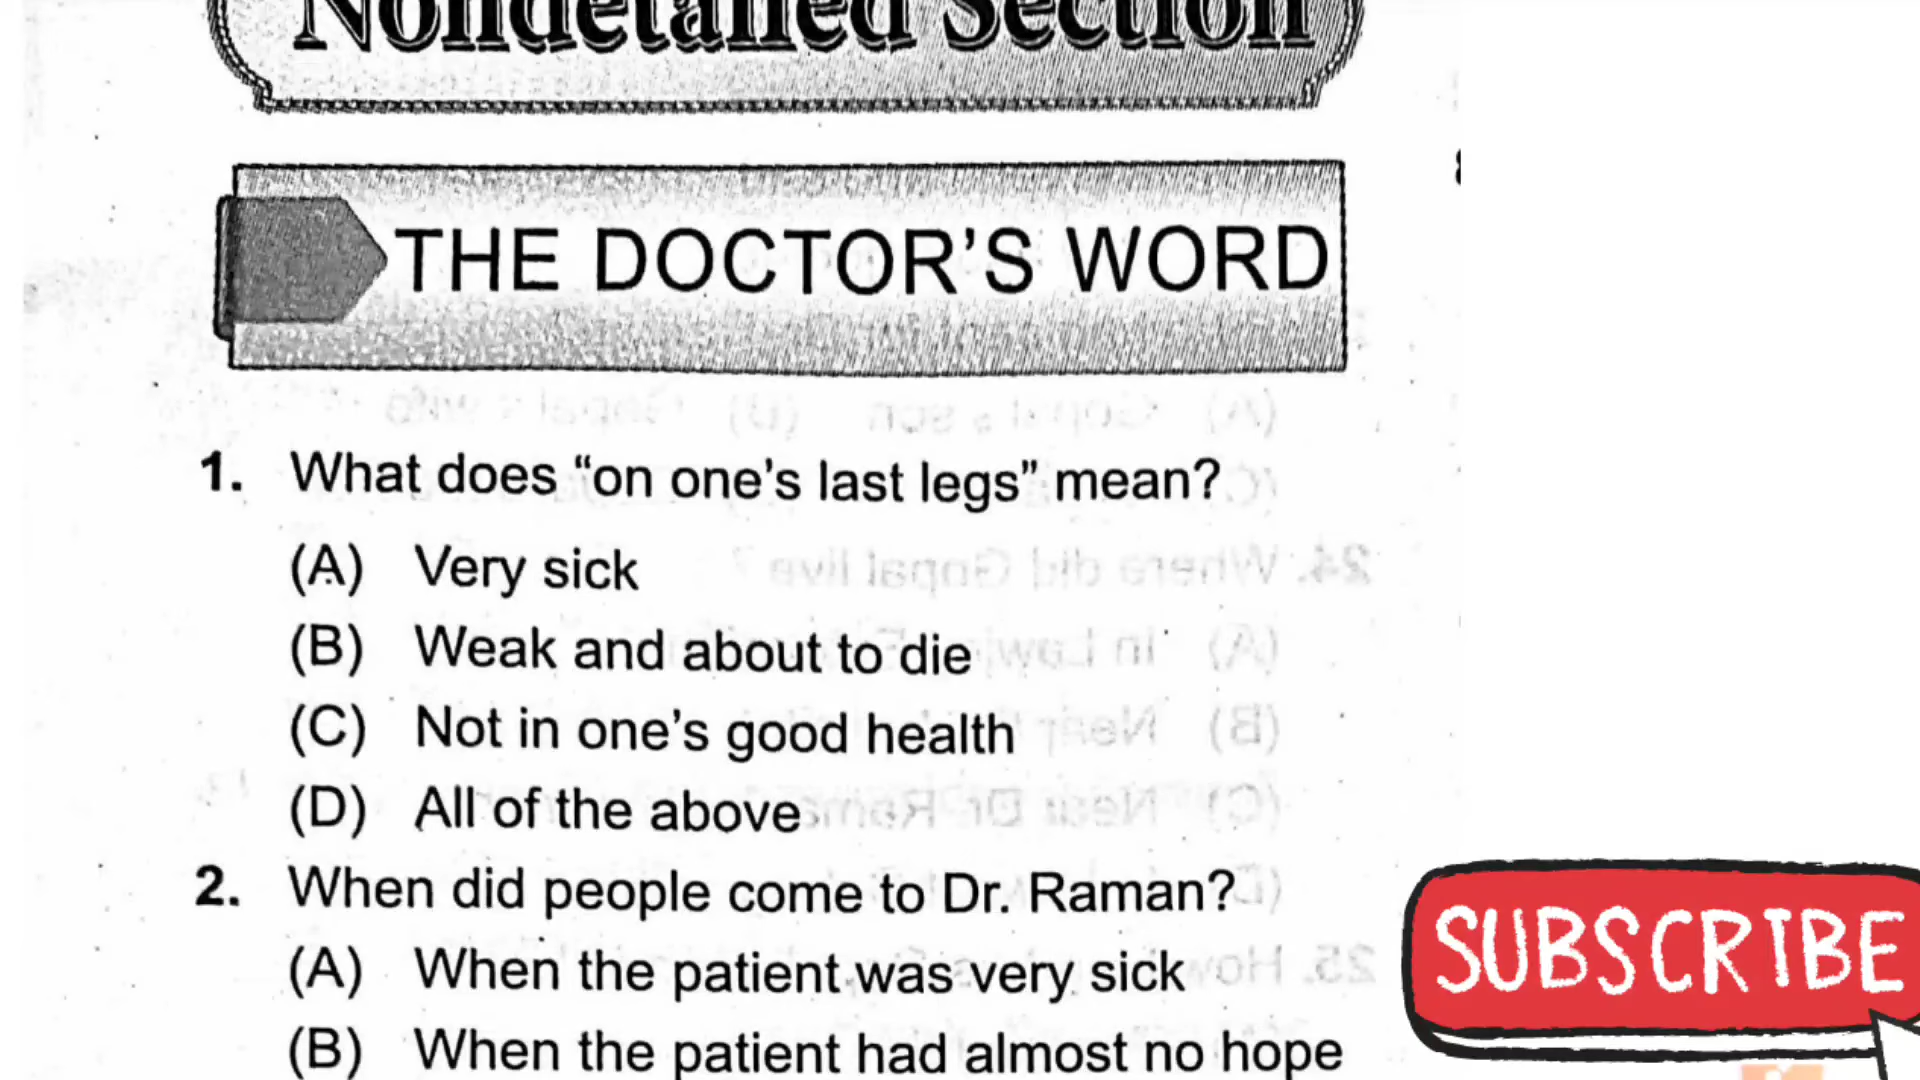 Nondetailed Section
THE DOCTOR'S WORD
1. What does “on one's last legs” mean?
(A) Very sick
(B) Weak and about to die
(C) Not in one's good health
(D) All of the above
2. When did people come to Dr. Raman?
(A) When the patient was very sick
(B) When the patient had almost no hope
SUBSCRIBE